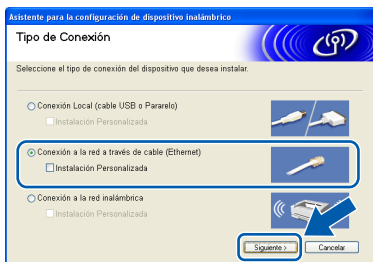 Asistente para la configuración de dispositivo inalámbrico
Tipo de Conexión
Seleccione el tipo de conexión del dispositivo que desea instalar.
Conexión Local (cable USB o Pararelo)
Instalación Personalizada
Conexión a la red a través de cable (Ethernet)
Instalación Personalizada
Conexión a la red inalámbrica
Instalación Personalizada
Siguiente > Cancelar